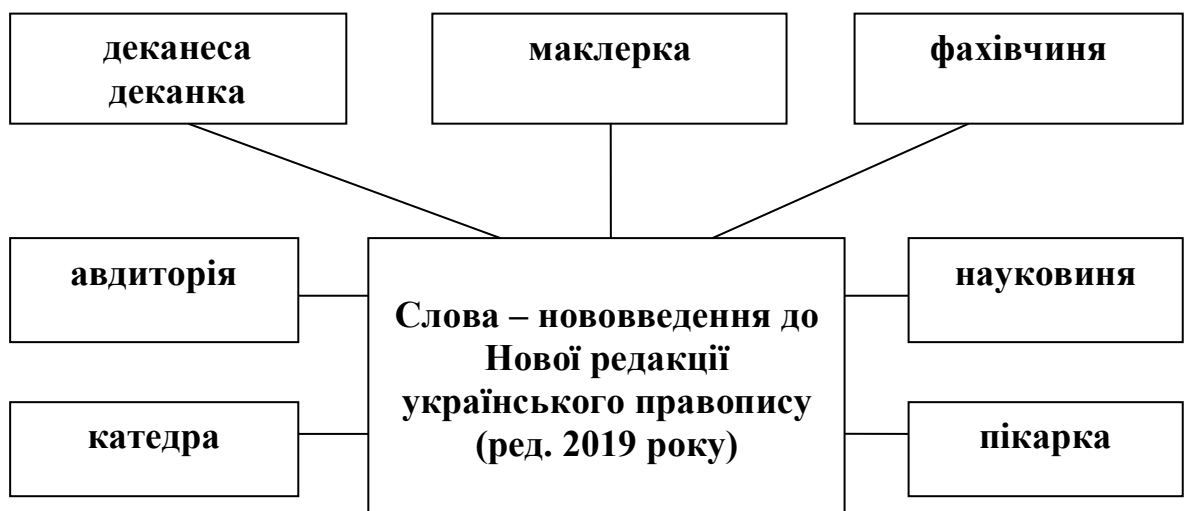 деканеса
деканка
маклерка
фахівчиня
авдиторія
науковиня
Слова – нововведення до
Нової редакції
українського правопису
(ред. 2019 року)
катедра
пікарка